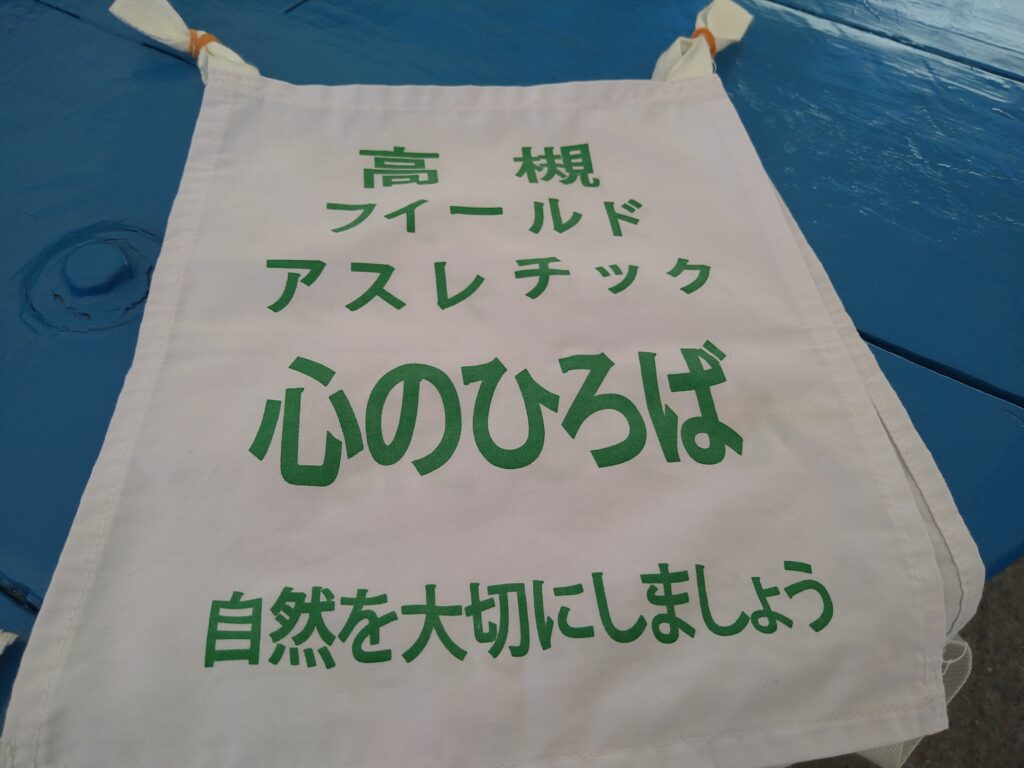 高槻
フイールド
アスレチック
心のひろば
自然を大切にしましょう